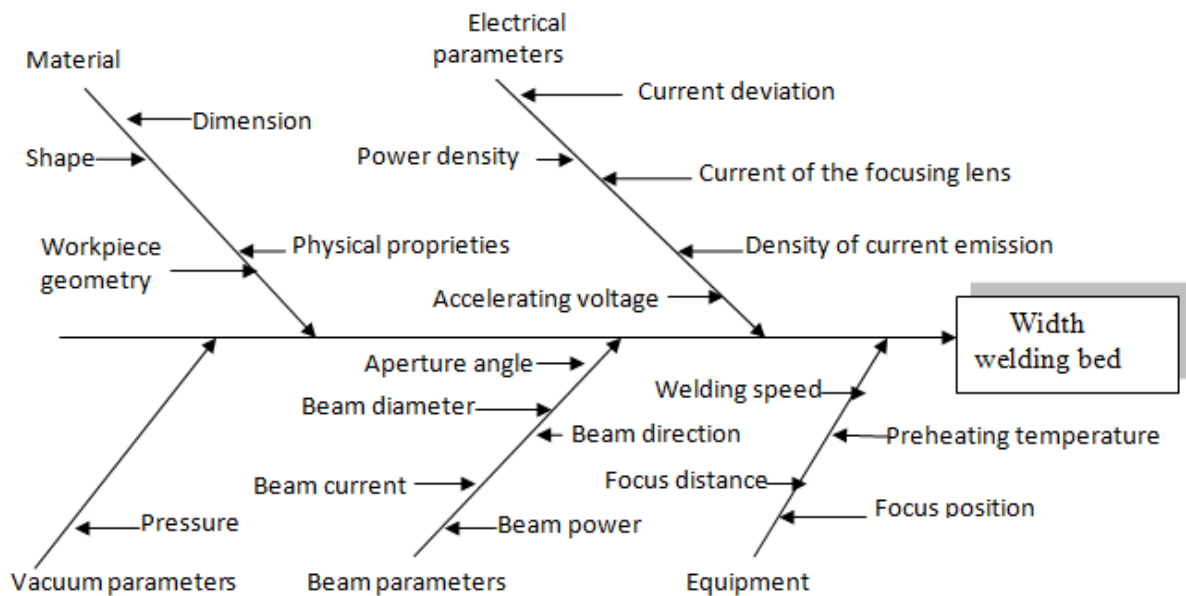 Electrical
parameters
Material
Current deviation
Dimension
Shape
Power density
Current of the focusing lens
Workpiece
geometry
Physical proprieties
Density of current emission
Accelerating voltage
Width
welding bed
Aperture angle
Welding speed
Beam diameter
Beam direction
Preheating temperature
Beam current
Focus distance
Pressure
Beam power
Focus position
Vacuum parameters
Beam parameters
Equipment